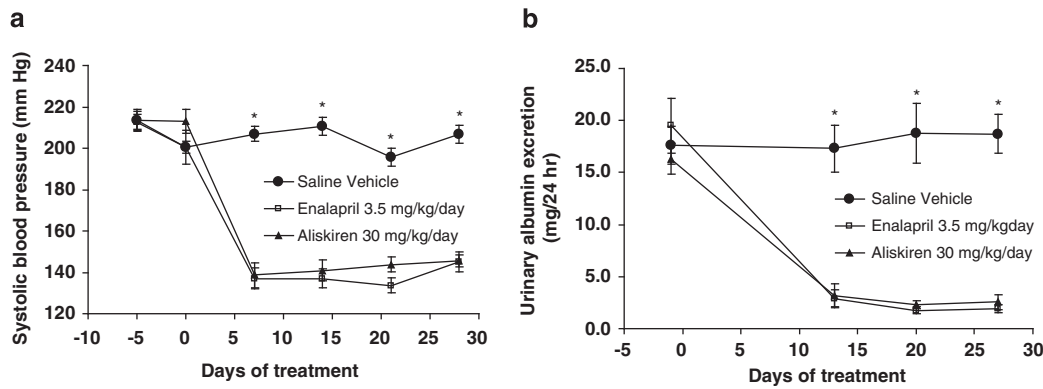 a
Systolic blood pressure (mm Hg)
240
220
200
180
160
140
120
-10
-5
0
5
10
15
20
25
30
Days of treatment
*
*
*
*
Saline Vehicle
Enalapril 3.5 mg/kg/day
Aliskiren 30 mg/kg/day
b
Urinary albumin excretion
(mg/24 hr)
25.0
20.0
15.0
10.0
5.0
0.0
-5
0
5
10
15
20
25
30
Days of treatment
*
*
*
Saline Vehicle
Enalapril 3.5 mg/kgday
Aliskiren 30 mg/kg/day